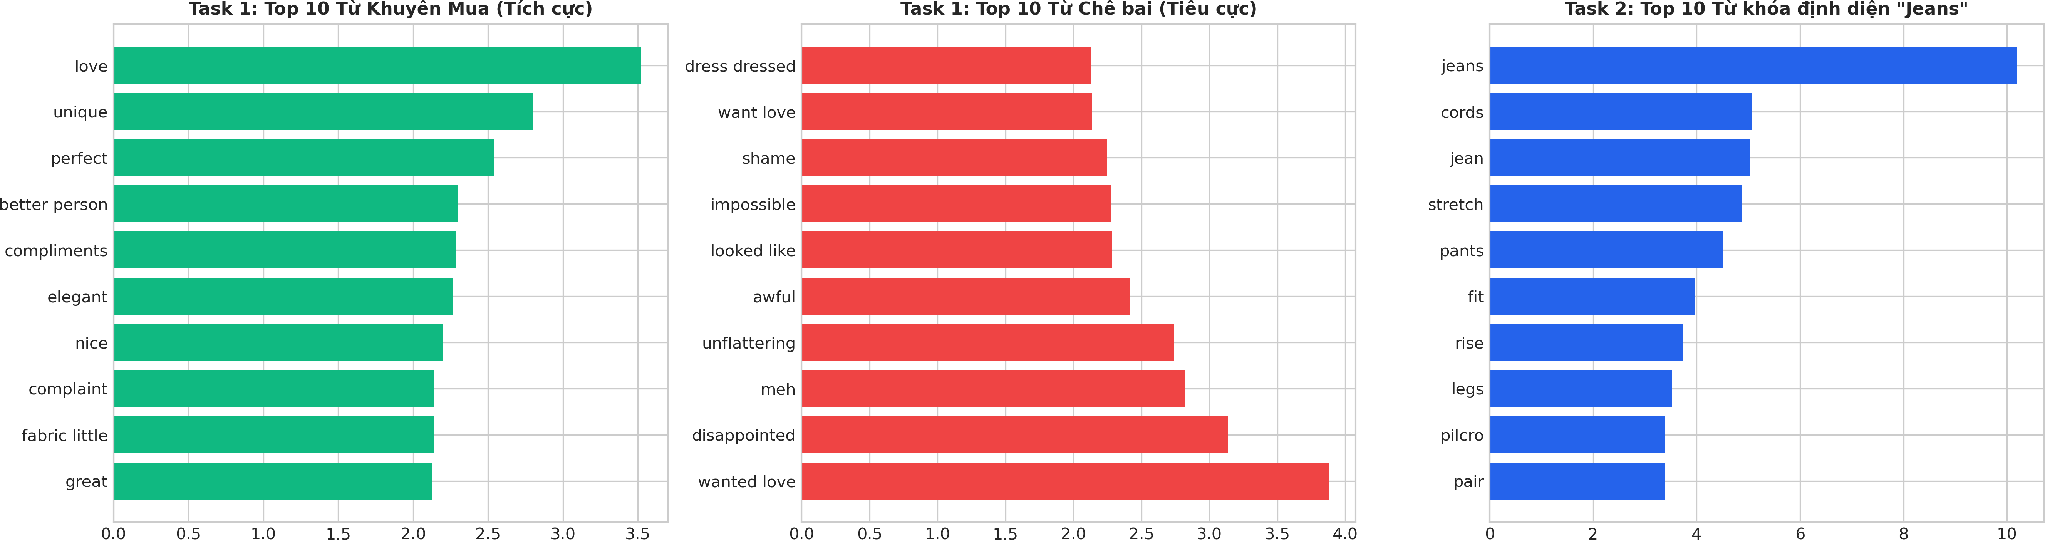 Task 1: Top 10 Từ Khuyên Mua (Tích cực)
love
unique
perfect
better person
compliments
elegant
nice
complaint
fabric little
great
0.0 0.5 1.0 1.5 2.0 2.5 3.0 3.5
Task 1: Top 10 Từ Chê bai (Tiêu cực)
dress dressed
want love
shame
impossible
looked like
awful
unflattering
meh
disappointed
wanted love
0.0 0.5 1.0 1.5 2.0 2.5 3.0 3.5 4.0
Task 2: Top 10 Từ khóa định diện "Jeans"
jeans
cords
jean
stretch
pants
fit
rise
legs
pilcro
pair
0 2 4 6 8 10